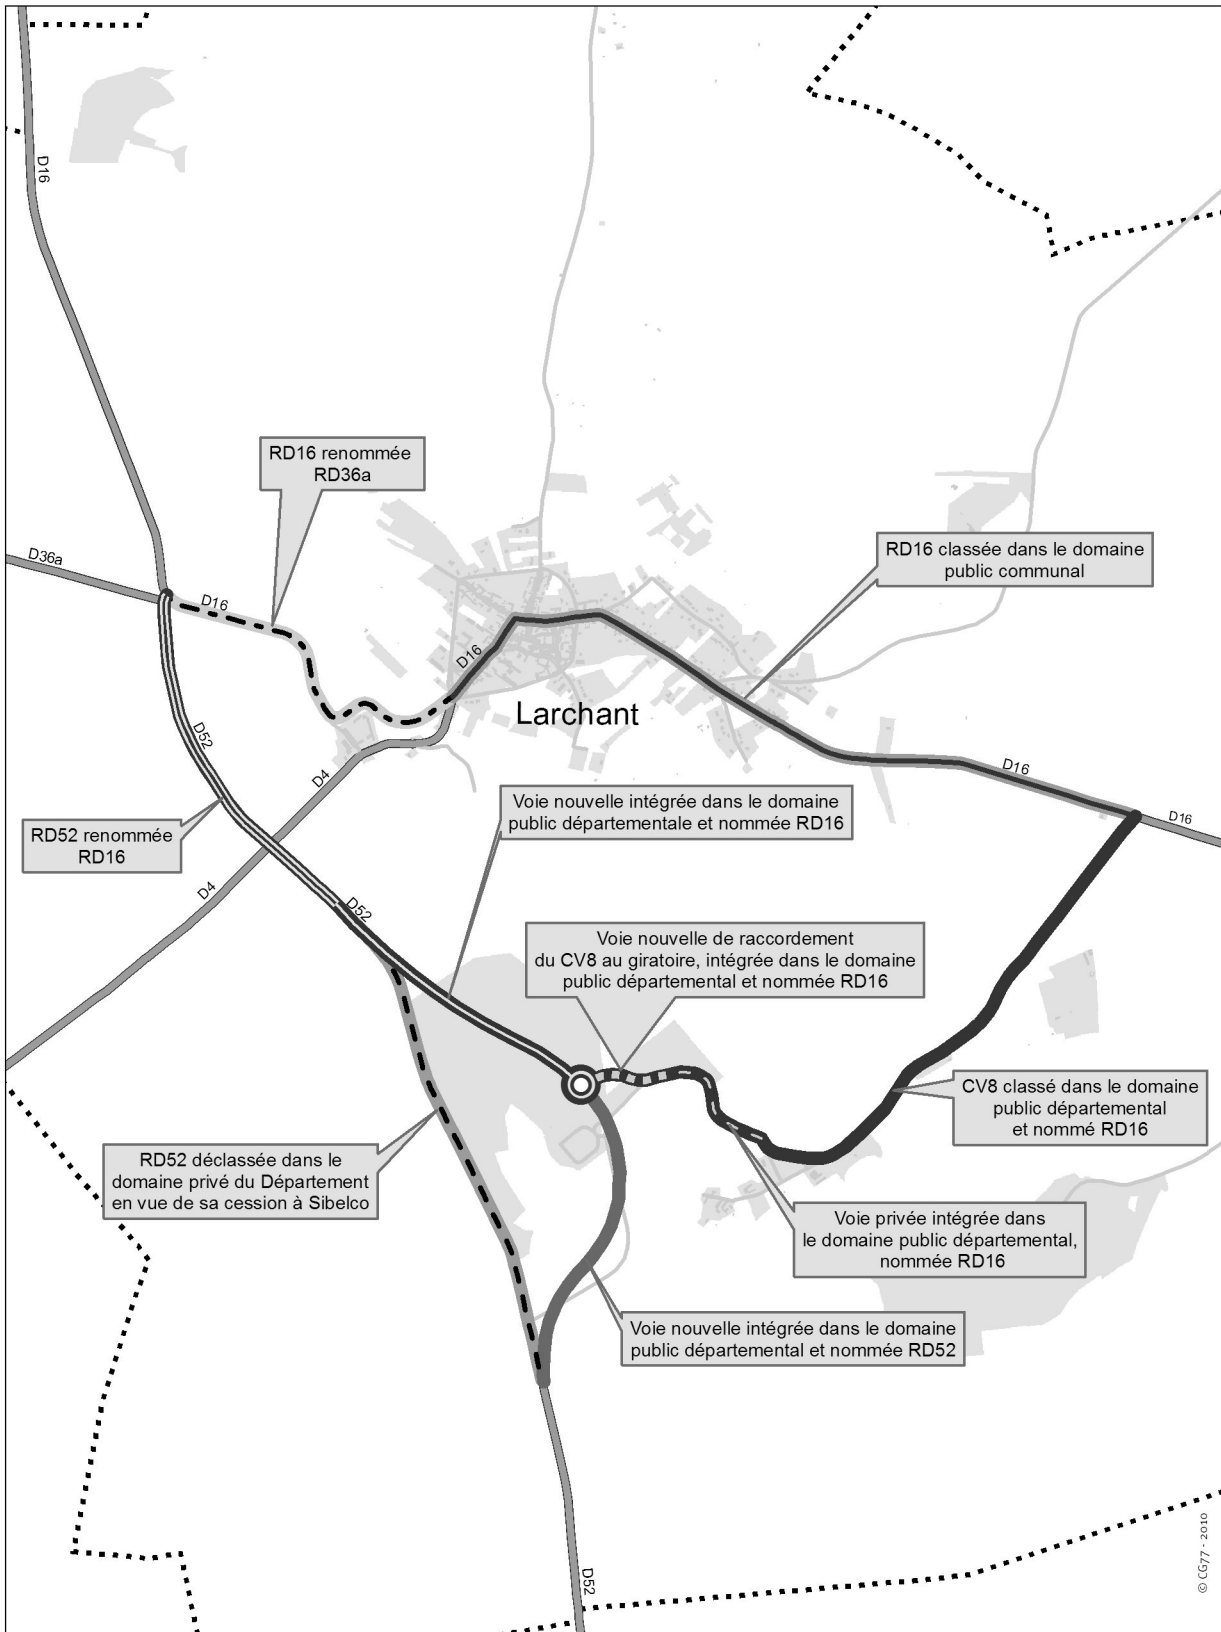 D16
RD16 renommée
RD36a
D36a
D16
RD16 classée dans le domaine
public communal
D16
Larchant
D52
D4
D16
Voie nouvelle intégrée dans le domaine
public départementale et nommée RD16
D16
RD52 renommée
RD16
D4
D52
Voie nouvelle de raccordement
du CV8 au giratoire, intégrée dans le domaine
public départemental et nommée RD16
CV8 classé dans le domaine
public départemental
et nommé RD16
RD52 déclassée dans le
domaine privé du Département
en vue de sa cession à Sibelco
Voie privée intégrée dans
le domaine public départemental,
nommée RD16
Voie nouvelle intégrée dans le domaine
public départemental et nommée RD52
D52
© CG77 - 2010